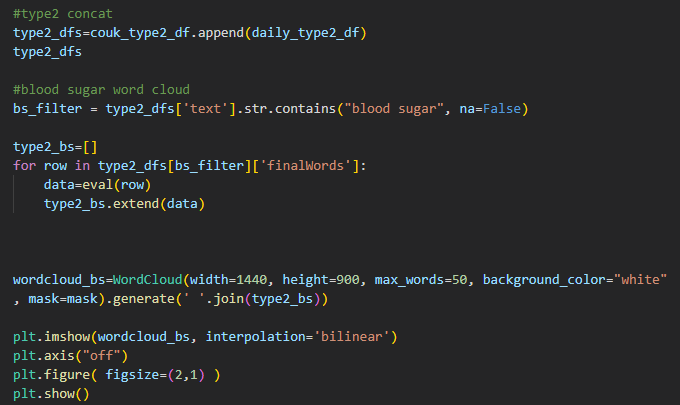 #type2 concat
type2_dfs=couk_type2_df.append(daily_type2_df)
type2_dfs
#blood sugar word cloud
bs_filter = type2_dfs['text'].str.contains("blood sugar", na=False)
type2_bs=[]
for row in type2_dfs[bs_filter]['finalWords']:
    data=eval(row)
    type2_bs.extend(data)
wordcloud_bs=WordCloud(width=1440, height=900, max_words=50, background_color="white"
, mask=mask).generate(' '.join(type2_bs))
plt.imshow(wordcloud_bs, interpolation='bilinear')
plt.axis("off")
plt.figure( figsize=(2,1) )
plt.show()